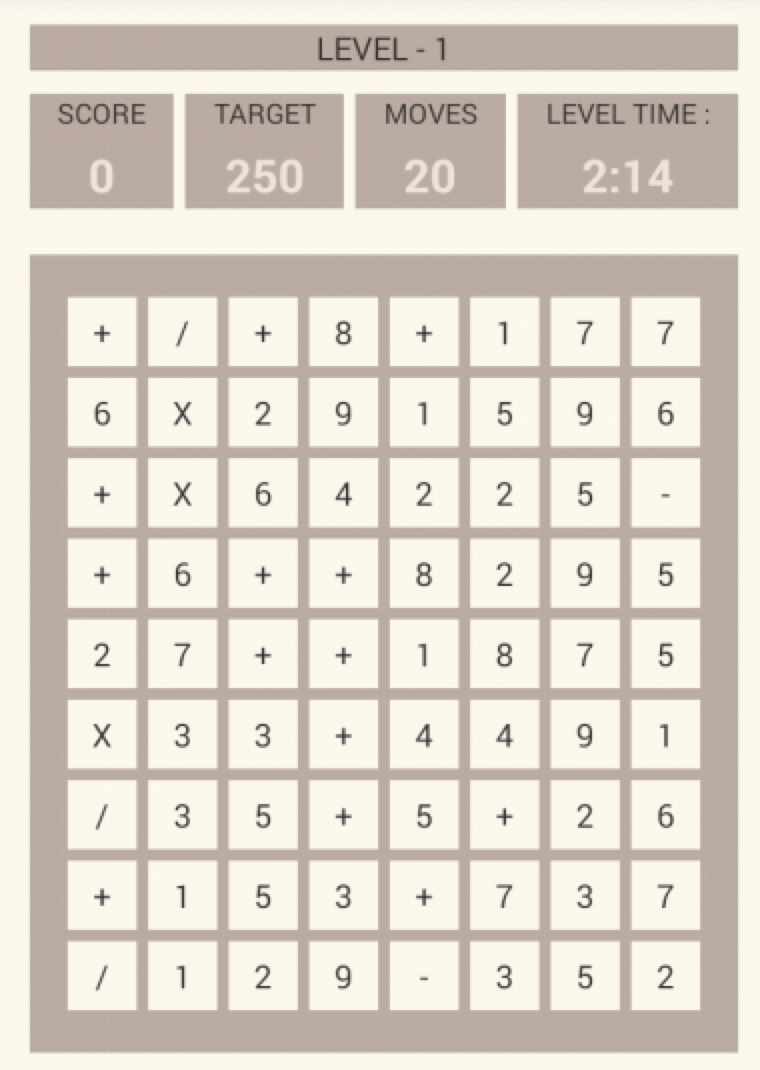 LEVEL - 1
SCORE TARGET MOVES LEVEL TIME :
0 250 20 2:14
+ / + 8 + 1 7 7
6 X 2 9 1 5 9 6
+ X 6 4 2 2 5 -
+ 6 + + 8 2 9 5
2 7 + + 1 8 7 5
X 3 3 + 4 4 9 1
/ 3 5 + 5 + 2 6
+ 1 5 3 + 7 3 7
/ 1 2 9 - 3 5 2